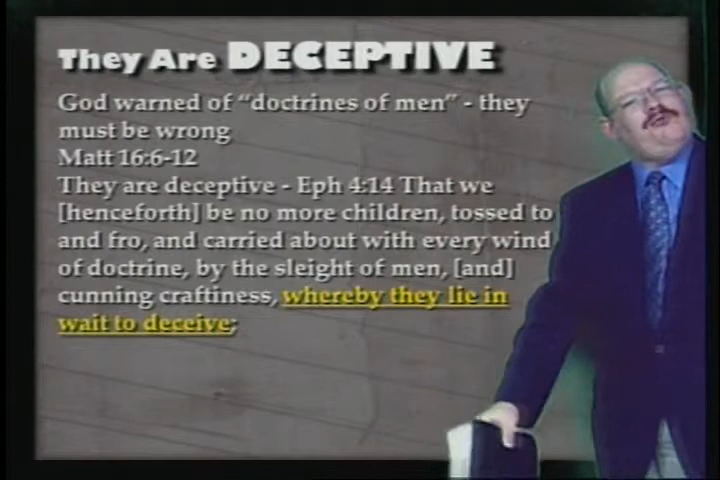 They Are DECEPTIVE
God warned of "doctrines of men" - they
must be wrong
Matt 16:6-12
They are deceptive - Eph 4:14 That we
[henceforth] be no more children, tossed to
and fro, and carried about with every wind
of doctrine, by the sleight of men, [and]
cunning craftiness, whereby they lie in
wait to deceive;